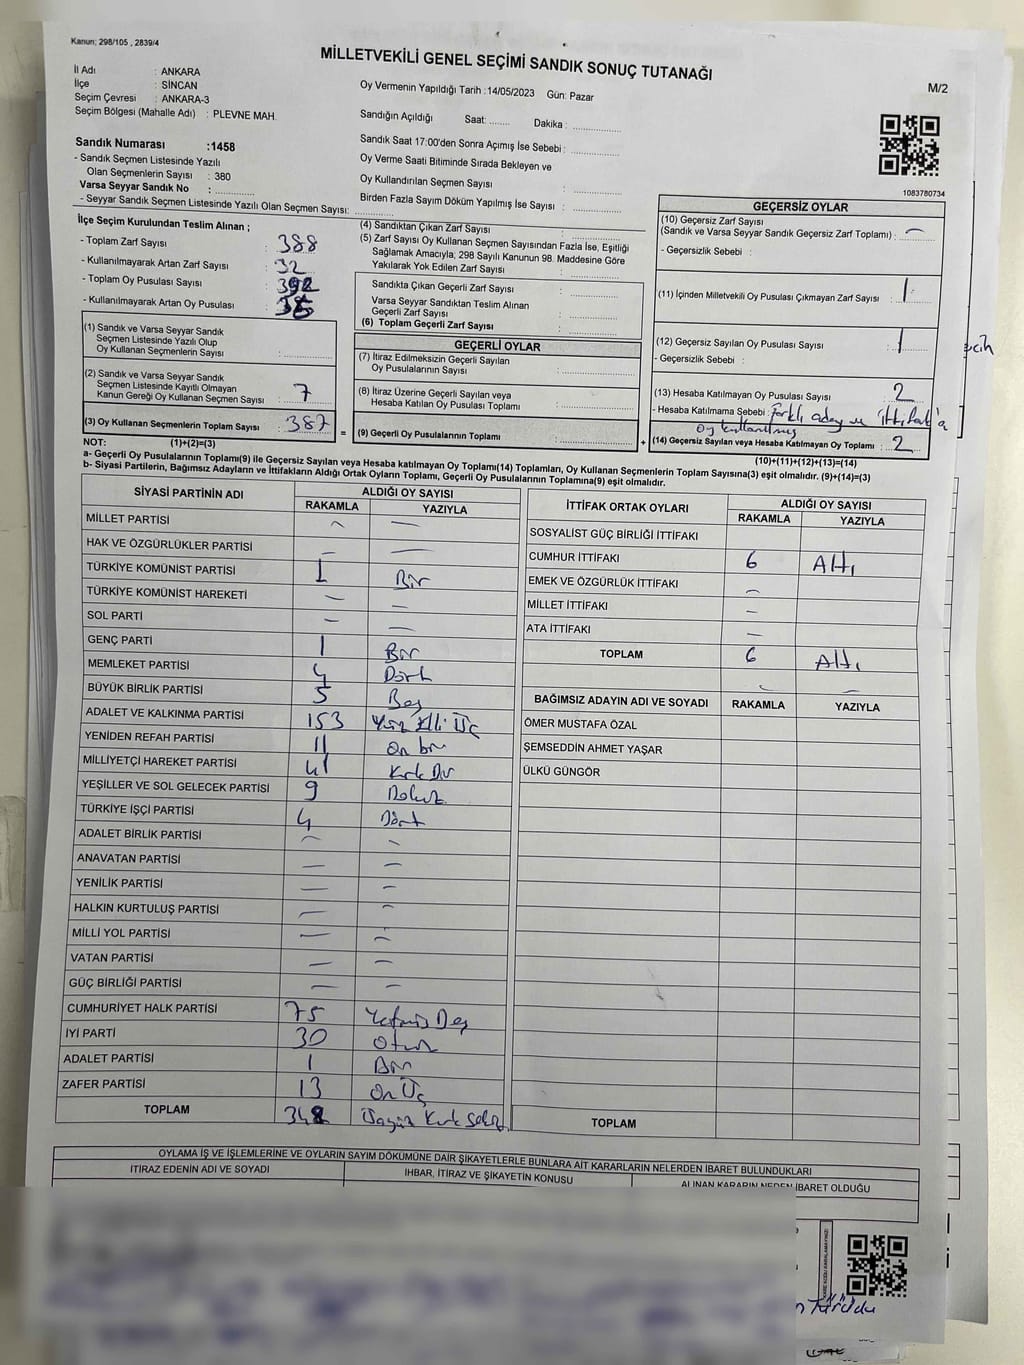 Kanun; 298/105 , 2839/4
MİLLETVEKİLİ GENEL SEÇİMİ SANDIK SONUÇ TUTANAĞI
M/2
İl Adı : ANKARA
İlçe : SİNCAN
Seçim Çevresi : ANKARA-3
Seçim Bölgesi (Mahalle Adı) : PLEVNE MAH.
Sandık Numarası :1458
- Sandık Seçmen Listesinde Yazılı
Olan Seçmenlerin Sayısı : 380
Varsa Seyyar Sandık No : ............
- Seyyar Sandık Seçmen Listesinde Yazılı Olan Seçmen Sayısı: ............
Oy Vermenin Yapıldığı Tarih :14/05/2023 Gün: Pazar
Sandığın Açıldığı Saat: ........ Dakika : ................
Sandık Saat 17:00'den Sonra Açımış İse Sebebi : ................
Oy Verme Saati Bitiminde Sırada Bekleyen ve
Oy Kullandırılan Seçmen Sayısı : ................
Birden Fazla Sayım Döküm Yapılmış İse Sayısı : ................
1083780734
İlçe Seçim Kurulundan Teslim Alınan ;
- Toplam Zarf Sayısı : 388
- Kullanılmayarak Artan Zarf Sayısı : 32
- Toplam Oy Pusulası Sayısı : 392
- Kullanılmayarak Artan Oy Pusulası :
(1) Sandık ve Varsa Seyyar Sandık
Seçmen Listesinde Yazılı Olup
Oy Kullanan Seçmenlerin Sayısı : ................
(2) Sandık ve Varsa Seyyar Sandık
Seçmen Listesinde Kayıtlı Olmayan
Kanun Gereği Oy Kullanan Seçmen Sayısı : 7
(3) Oy Kullanan Seçmenlerin Toplam Sayısı : 387
(4) Sandıktan Çıkan Zarf Sayısı : ................
(5) Zarf Sayısı Oy Kullanan Seçmen Sayısından Fazla İse, Eşitliği
Sağlamak Amacıyla; 298 Sayılı Kanunun 98. Maddesine Göre
Yakılarak Yok Edilen Zarf Sayısı : ................
Sandıkta Çıkan Geçerli Zarf Sayısı : ................
Varsa Seyyar Sandıktan Teslim Alınan
Geçerli Zarf Sayısı : ................
(6) Toplam Geçerli Zarf Sayısı : ................
GEÇERLİ OYLAR
(7) İtiraz Edilmeksizin Geçerli Sayılan
Oy Pusulalarının Sayısı : ................
(8) İtiraz Üzerine Geçerli Sayılan veya
Hesaba Katılan Oy Pusulası Toplamı : ................
= (9) Geçerli Oy Pusulalarının Toplamı : ................ +
GEÇERSİZ OYLAR
(10) Geçersiz Zarf Sayısı
(Sandık ve Varsa Seyyar Sandık Geçersiz Zarf Toplamı) : —
- Geçersizlik Sebebi :
(11) İçinden Milletvekili Oy Pusulası Çıkmayan Zarf Sayısı : 1
(12) Geçersiz Sayılan Oy Pusulası Sayısı : 1
- Geçersizlik Sebebi :
(13) Hesaba Katılmayan Oy Pusulası Sayısı : 2
- Hesaba Katılmama Sebebi : farklı aday ve ittifak'a
oy kullanılmış
(14) Geçersiz Sayılan veya Hesaba Katılmayan Oy Toplamı : 2
NOT: (1)+(2)=(3)
(10)+(11)+(12)+(13)=(14)
a- Geçerli Oy Pusulalarının Toplamı(9) ile Geçersiz Sayılan veya Hesaba katılmayan Oy Toplamı(14) Toplamları, Oy Kullanan Seçmenlerin Toplam Sayısına(3) eşit olmalıdır. (9)+(14)=(3)
b- Siyasi Partilerin, Bağımsız Adayların ve İttifakların Aldığı Ortak Oyların Toplamı, Geçerli Oy Pusulalarının Toplamına(9) eşit olmalıdır.
SİYASİ PARTİNİN ADI ALDIĞI OY SAYISI
RAKAMLA YAZIYLA
MİLLET PARTİSİ — —
HAK VE ÖZGÜRLÜKLER PARTİSİ — —
TÜRKİYE KOMÜNİST PARTİSİ 1 Bir
TÜRKİYE KOMÜNİST HAREKETİ — —
SOL PARTİ — —
GENÇ PARTİ 1 Bir
MEMLEKET PARTİSİ 4 Dört
BÜYÜK BİRLİK PARTİSİ 5 Beş
ADALET VE KALKINMA PARTİSİ 153 Yüz Elli Üç
YENİDEN REFAH PARTİSİ 11 On bir
MİLLİYETÇİ HAREKET PARTİSİ 41 Kırk Bir
YEŞİLLER VE SOL GELECEK PARTİSİ 9 Dokuz
TÜRKİYE İŞÇİ PARTİSİ 4 Dört
ADALET BİRLİK PARTİSİ — —
ANAVATAN PARTİSİ — —
YENİLİK PARTİSİ — —
HALKIN KURTULUŞ PARTİSİ — —
MİLLİ YOL PARTİSİ — —
VATAN PARTİSİ — —
GÜÇ BİRLİĞİ PARTİSİ — —
CUMHURİYET HALK PARTİSİ 75 Yetmiş Beş
İYİ PARTİ 30 Otuz
ADALET PARTİSİ 1 Bir
ZAFER PARTİSİ 13 On Üç
TOPLAM 348 Üçyüz Kırk Sekiz
İTTİFAK ORTAK OYLARI ALDIĞI OY SAYISI
RAKAMLA YAZIYLA
SOSYALİST GÜÇ BİRLİĞİ İTTİFAKI
CUMHUR İTTİFAKI 6 Altı
EMEK VE ÖZGÜRLÜK İTTİFAKI —
MİLLET İTTİFAKI —
ATA İTTİFAKI —
TOPLAM 6 Altı
BAĞIMSIZ ADAYIN ADI VE SOYADI RAKAMLA YAZIYLA
ÖMER MUSTAFA ÖZAL
ŞEMSEDDİN AHMET YAŞAR
ÜLKÜ GÜNGÖR
TOPLAM
OYLAMA İŞ VE İŞLEMLERİNE VE OYLARIN SAYIM DÖKÜMÜNE DAİR ŞİKAYETLERLE BUNLARA AİT KARARLARIN NELERDEN İBARET BULUNDUKLARI
İTİRAZ EDENİN ADI VE SOYADI İHBAR, İTİRAZ VE ŞİKAYETİN KONUSU ALINAN KARARIN NEDEN İBARET OLDUĞU